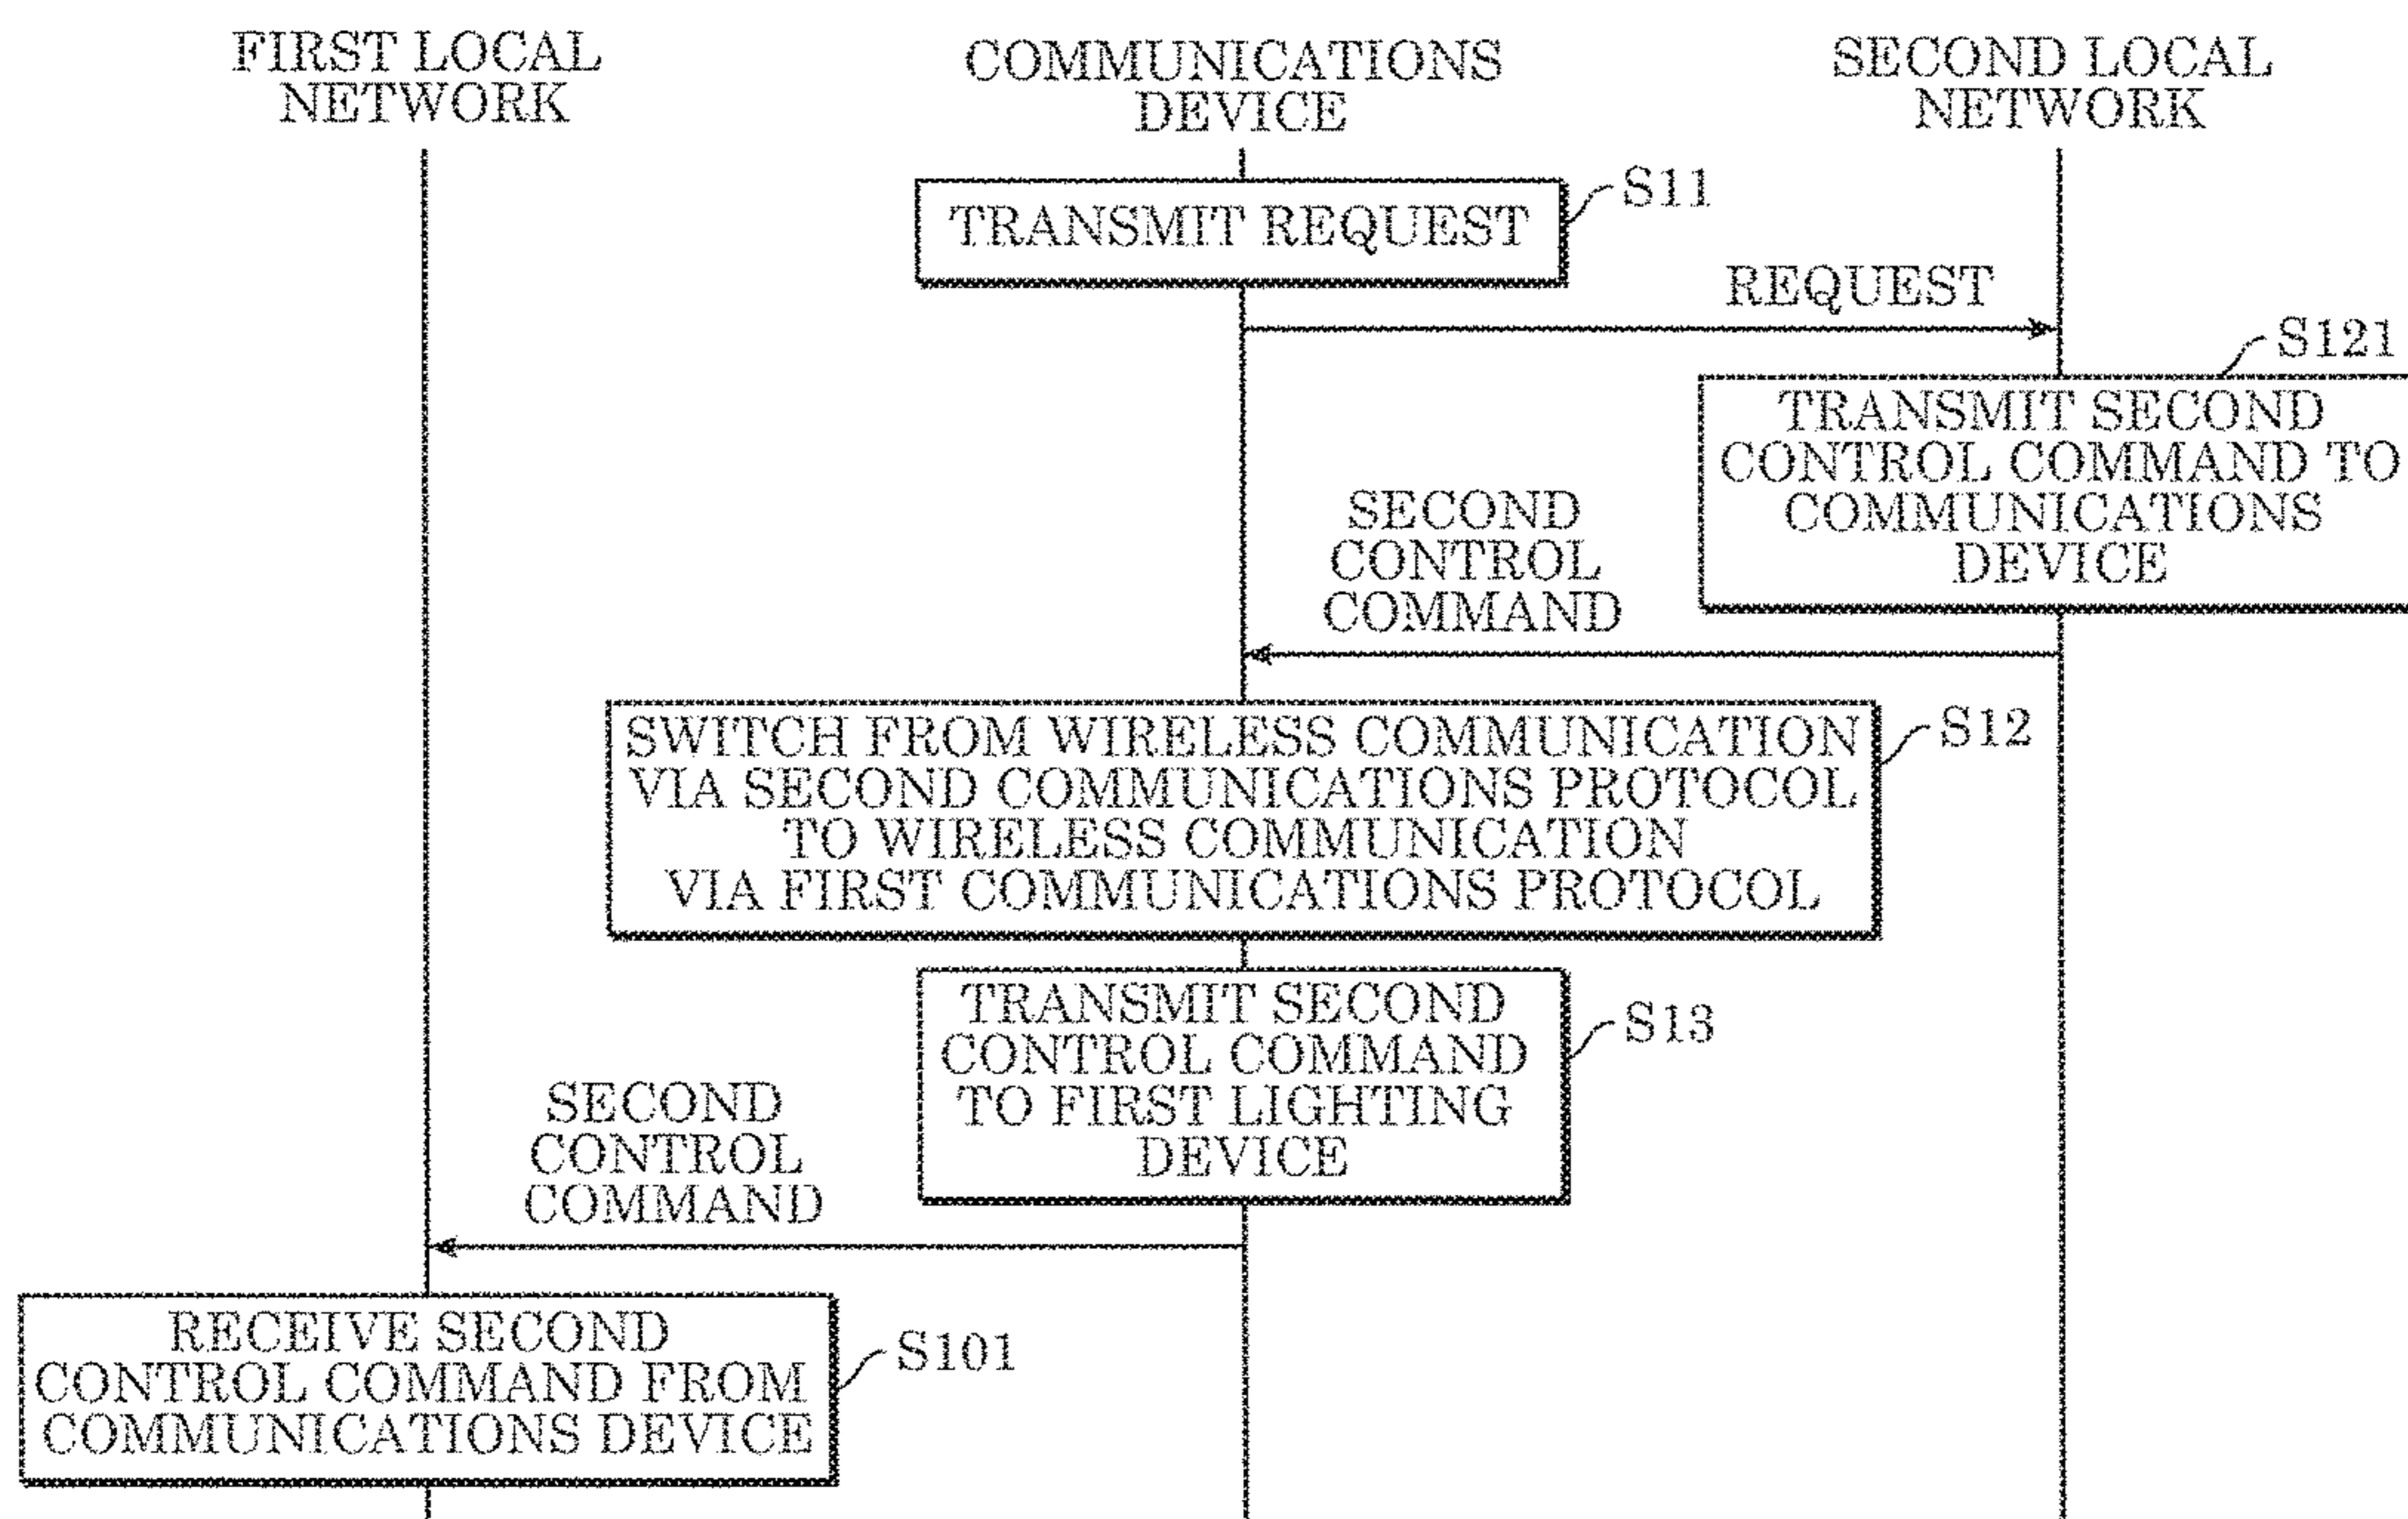 FIRST LOCAL
NETWORK
COMMUNICATIONS
DEVICE
SECOND LOCAL
NETWORK
TRANSMIT REQUEST
S11
REQUEST
S121
TRANSMIT SECOND
CONTROL COMMAND TO
COMMUNICATIONS
DEVICE
SECOND
CONTROL
COMMAND
SWITCH FROM WIRELESS COMMUNICATION
VIA SECOND COMMUNICATIONS PROTOCOL
TO WIRELESS COMMUNICATION
VIA FIRST COMMUNICATIONS PROTOCOL
S12
TRANSMIT SECOND
CONTROL COMMAND
TO FIRST LIGHTING
DEVICE
S13
SECOND
CONTROL
COMMAND
RECEIVE SECOND
CONTROL COMMAND FROM
COMMUNICATIONS DEVICE
S101